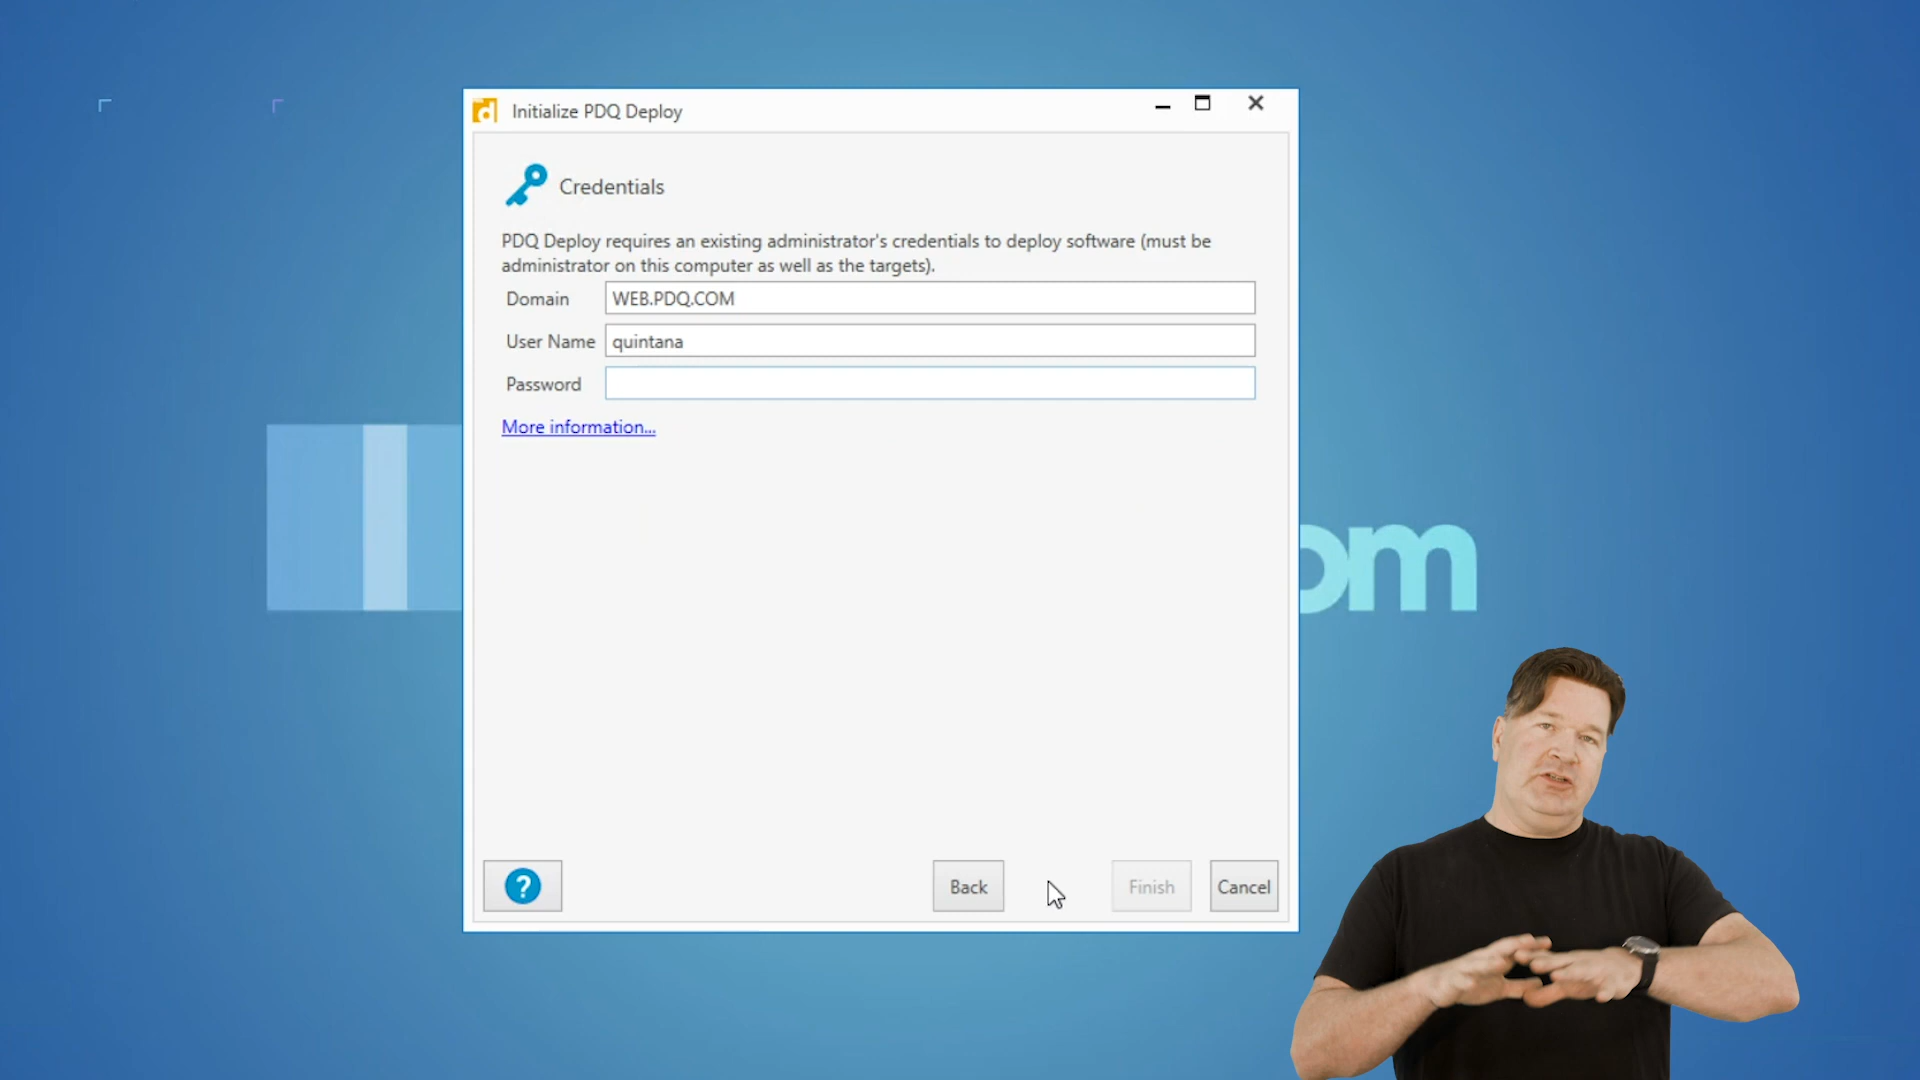 Initialize PDQ Deploy
Credentials
PDQ Deploy requires an existing administrator's credentials to deploy software (must be
administrator on this computer as well as the targets).
Domain WEB.PDQ.COM
User Name quintana
Password
More information...
om
? Back Finish Cancel